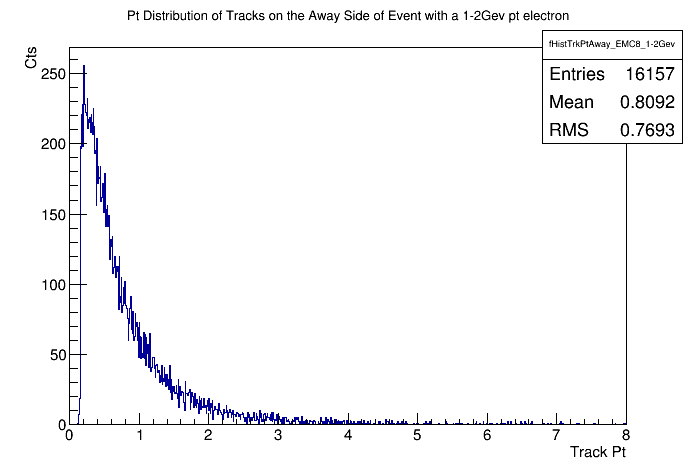 Pt Distribution of Tracks on the Away Side of Event with a 1-2Gev pt electron
Cts
fHistTrkPtAway_EMC8_1-2Gev
Entries 16157
Mean 0.8092
RMS 0.7693
250
200
150
100
50
0
0 1 2 3 4 5 6 7 8
Track Pt